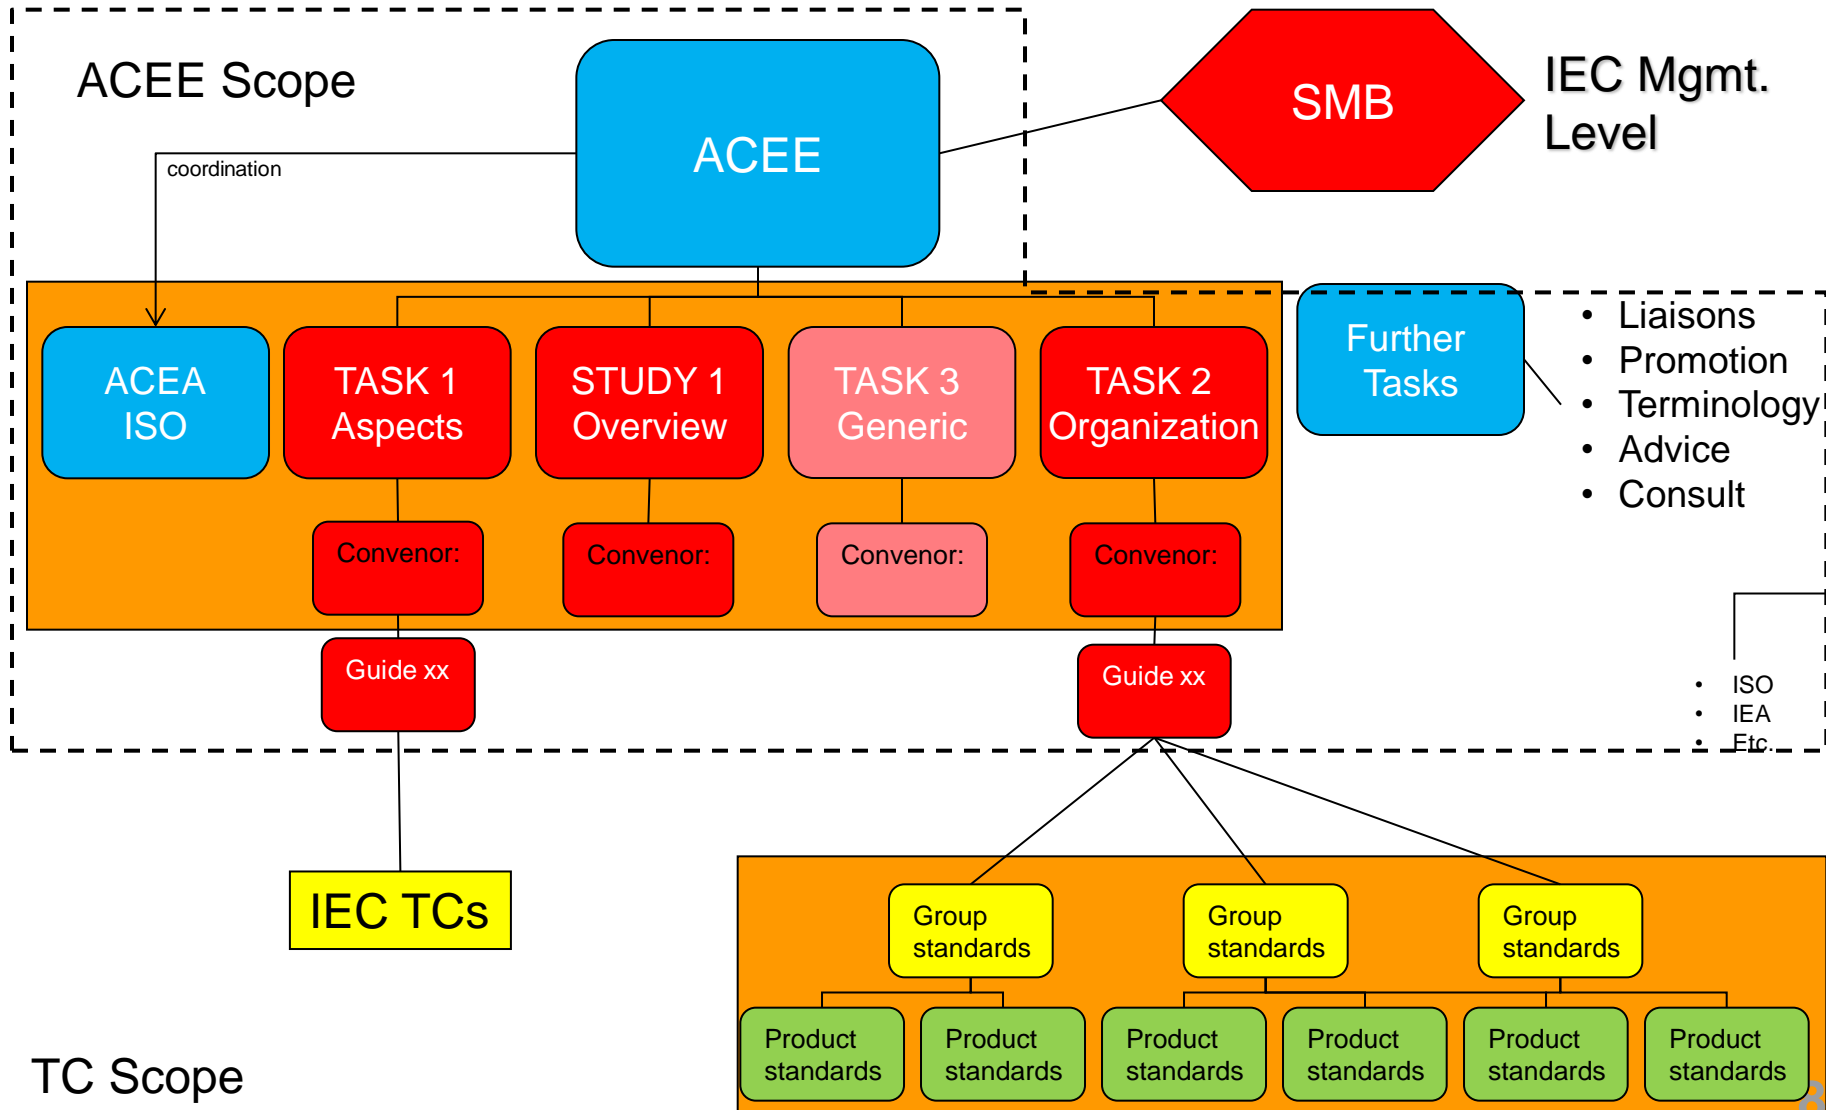 ACEE Scope
ACEE
SMB
IEC Mgmt.
Level
coordination
ACEA
ISO
TASK 1
Aspects
STUDY 1
Overview
TASK 3
Generic
TASK 2
Organization
Further
Tasks
• Liaisons
• Promotion
• Terminology
• Advice
• Consult
Convenor:
Convenor:
Convenor:
Convenor:
Guide xx
Guide xx
• ISO
• IEA
• Etc.
IEC TCs
Group
standards
Group
standards
Group
standards
Product
standards
Product
standards
Product
standards
Product
standards
Product
standards
Product
standards
TC Scope
8